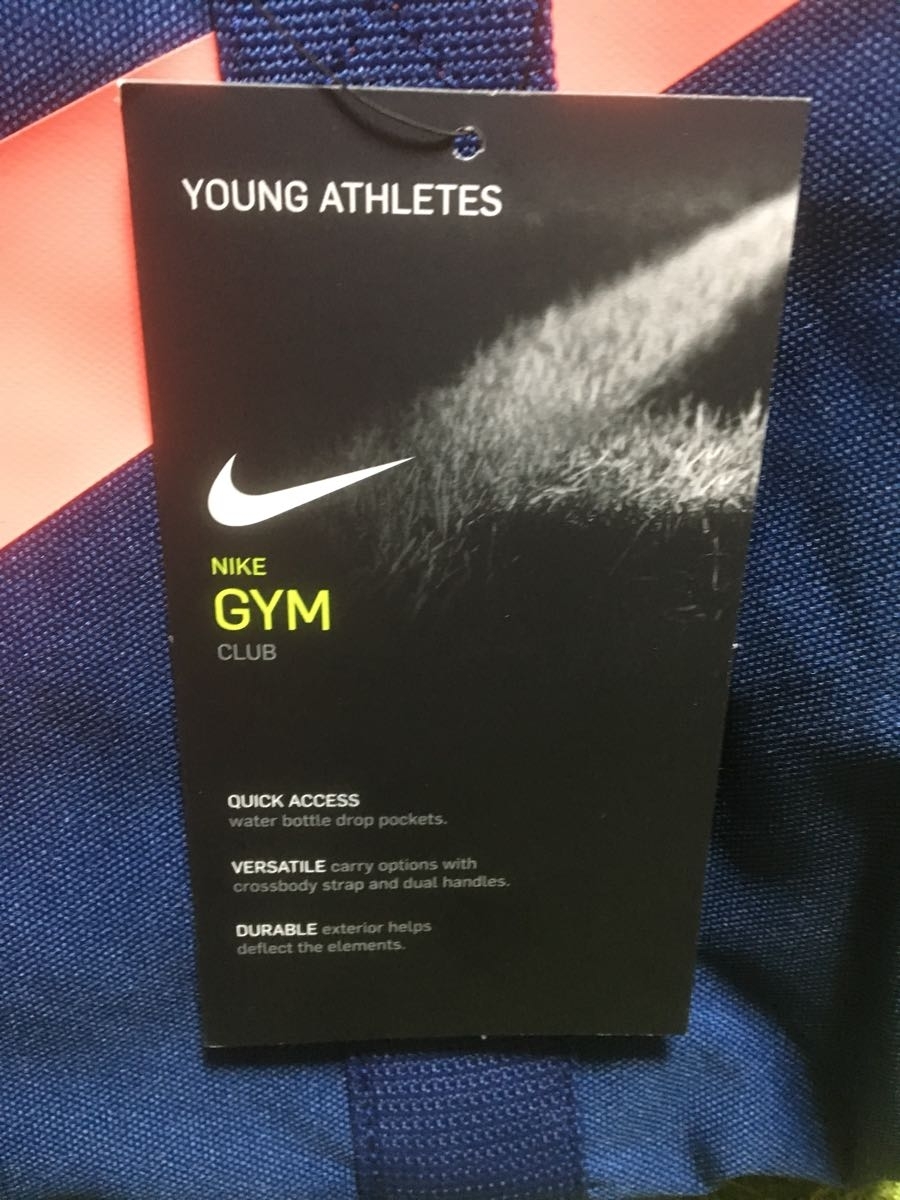 YOUNG ATHLETES
NIKE
GYM
CLUB
QUICK ACCESS
water bottle drop pockets.
VERSATILE carry options with
crossbody strap and dual handles.
DURABLE exterior helps
deflect the elements.